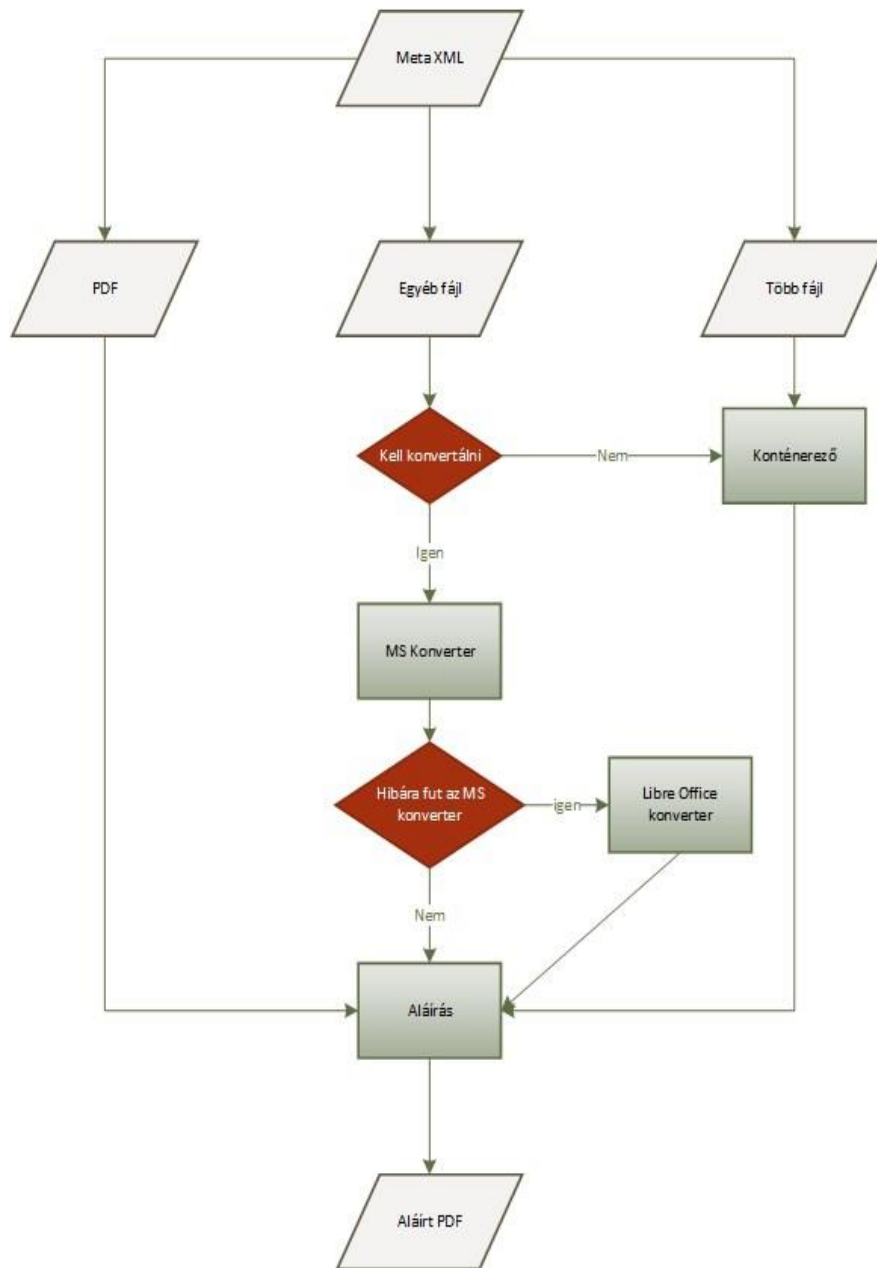 Meta XML
PDF
Egyéb fájl
Több fájl
Kell konvertálni
Nem
Konténerező
Igen
MS Konverter
Hibára fut az MS
konverter
igen
Libre Office
konverter
Nem
Aláírás
Aláírt PDF